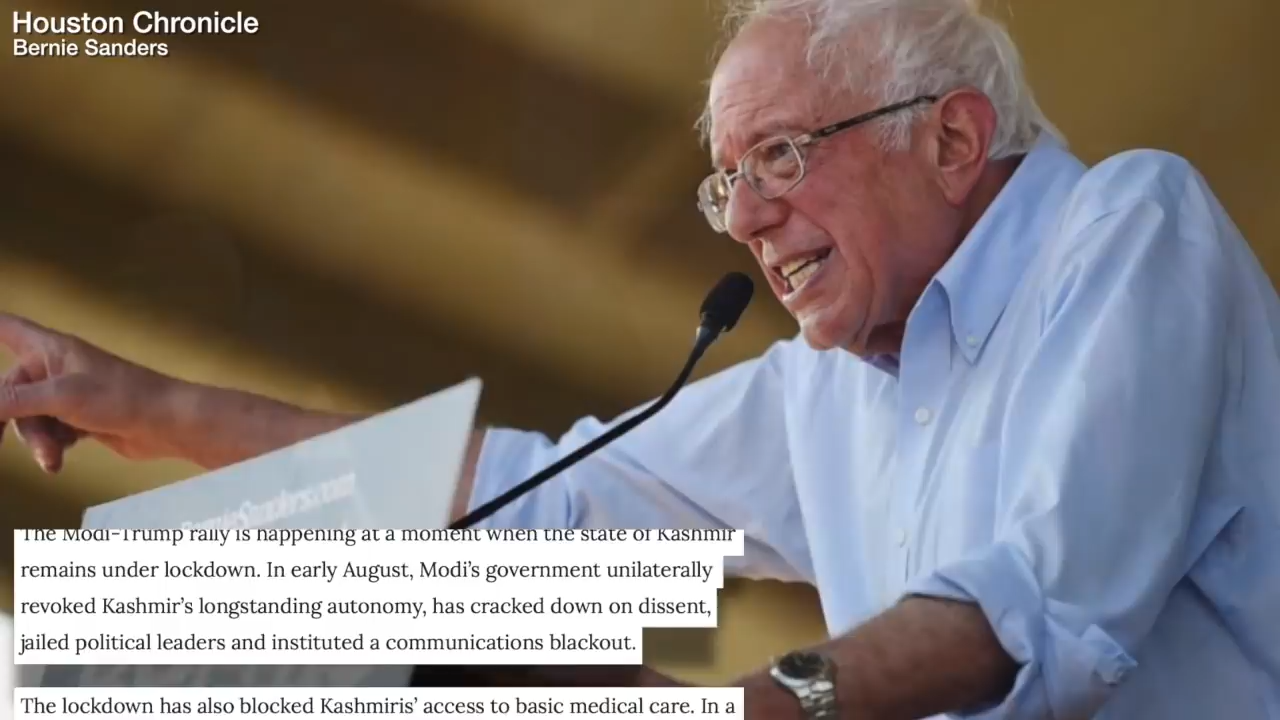 Houston Chronicle
Bernie Sanders
BernieSanders.com
The Modi-Trump rally is happening at a moment when the state of Kashmir
remains under lockdown. In early August, Modi’s government unilaterally
revoked Kashmir’s longstanding autonomy, has cracked down on dissent,
jailed political leaders and instituted a communications blackout.
The lockdown has also blocked Kashmiris’ access to basic medical care. In a